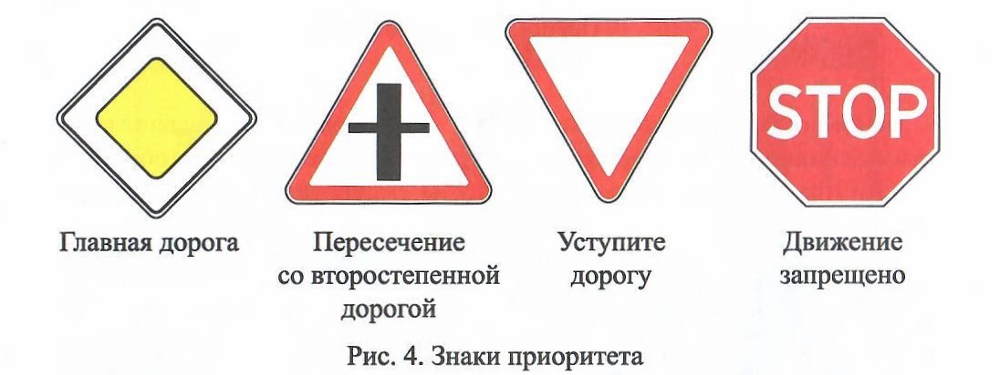 STOP
Главная дорога
Пересечение
со второстепенной
дорогой
Уступите
дорогу
Движение
запрещено
Рис. 4. Знаки приоритета